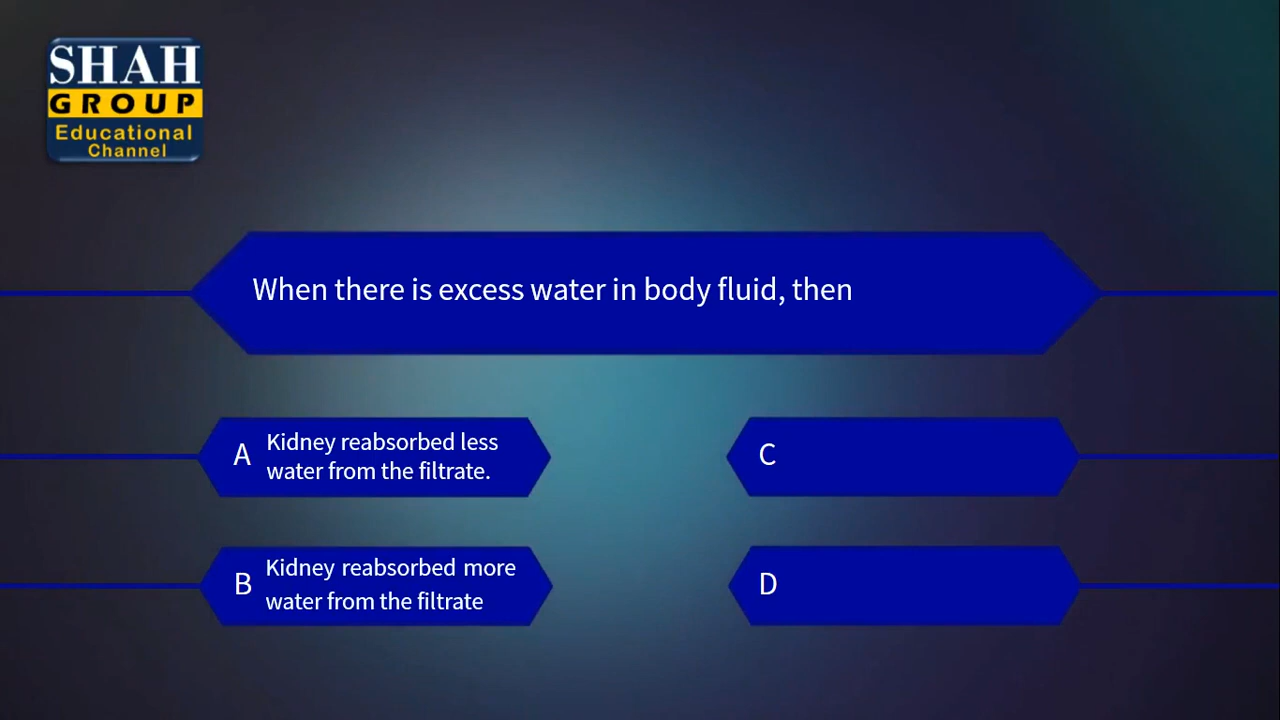 SHAH
GROUP
Educational
Channel
When there is excess water in body fluid, then
A Kidney reabsorbed less
water from the filtrate.
B Kidney reabsorbed more
water from the filtrate
C
D